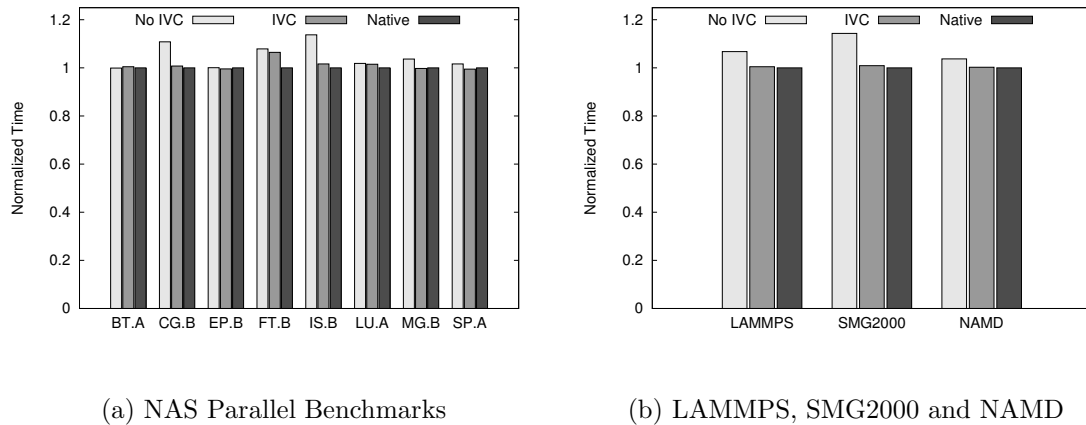 No IVC IVC Native
1.2
1
0.8
0.6
0.4
0.2
0
Normalized Time
BT.A CG.B EP.B FT.B IS.B LU.A MG.B SP.A
(a) NAS Parallel Benchmarks
No IVC IVC Native
1.2
1
0.8
0.6
0.4
0.2
0
Normalized Time
LAMMPS SMG2000 NAMD
(b) LAMMPS, SMG2000 and NAMD